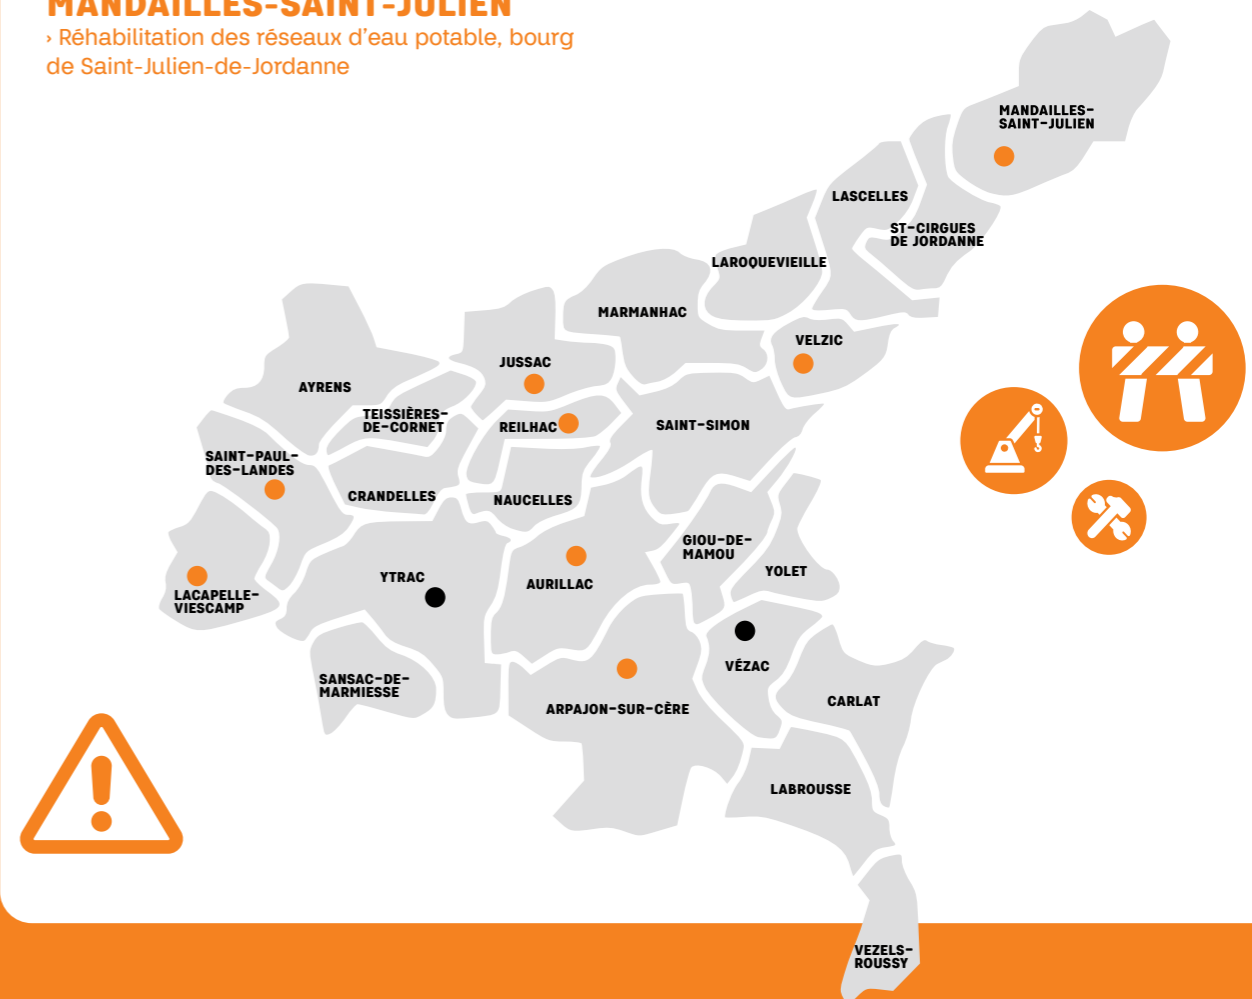 MANDAILLES-SAINT-JULIEN
› Réhabilitation des réseaux d'eau potable, bourg
de Saint-Julien-de-Jordanne
MANDAILLES-
SAINT-JULIEN
LASCELLES
ST-CIRGUES
DE JORDANNE
LAROQUEVIEILLE
MARMANHAC
VELZIC
JUSSAC
AYRENS
TEISSIÈRES-
DE-CORNET
REILHAC
SAINT-SIMON
SAINT-PAUL-
DES-LANDES
CRANDELLES
NAUCELLES
GIOU-DE-
MAMOU
YOLET
YTRAC
AURILLAC
LACAPELLE-
VIESCAMP
VÉZAC
SANSAC-DE-
MARMIESSE
ARPAJON-SUR-CÈRE
CARLAT
LABROUSSE
VEZELS-
ROUSSY